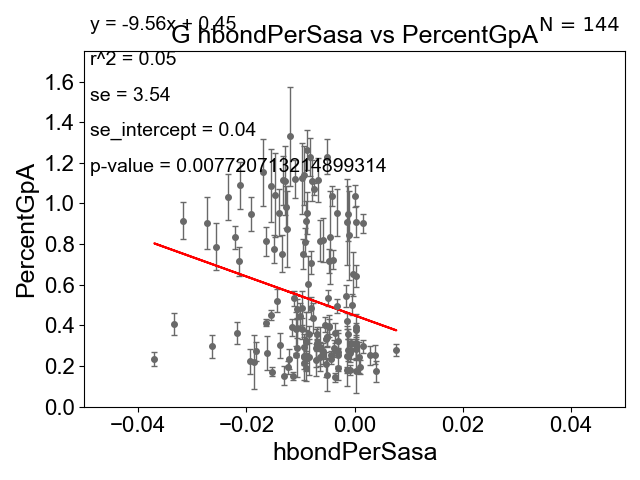 y = -9.56x + 0.45
N = 144
G hbondPerSasa vs PercentGpA
r^2 = 0.05
se = 3.54
se_intercept = 0.04
p-value = 0.007720713214899314
1.6
1.4
1.2
1.0
0.8
0.6
0.4
0.2
0.0
PercentGpA
−0.04 −0.02 0.00 0.02 0.04
hbondPerSasa